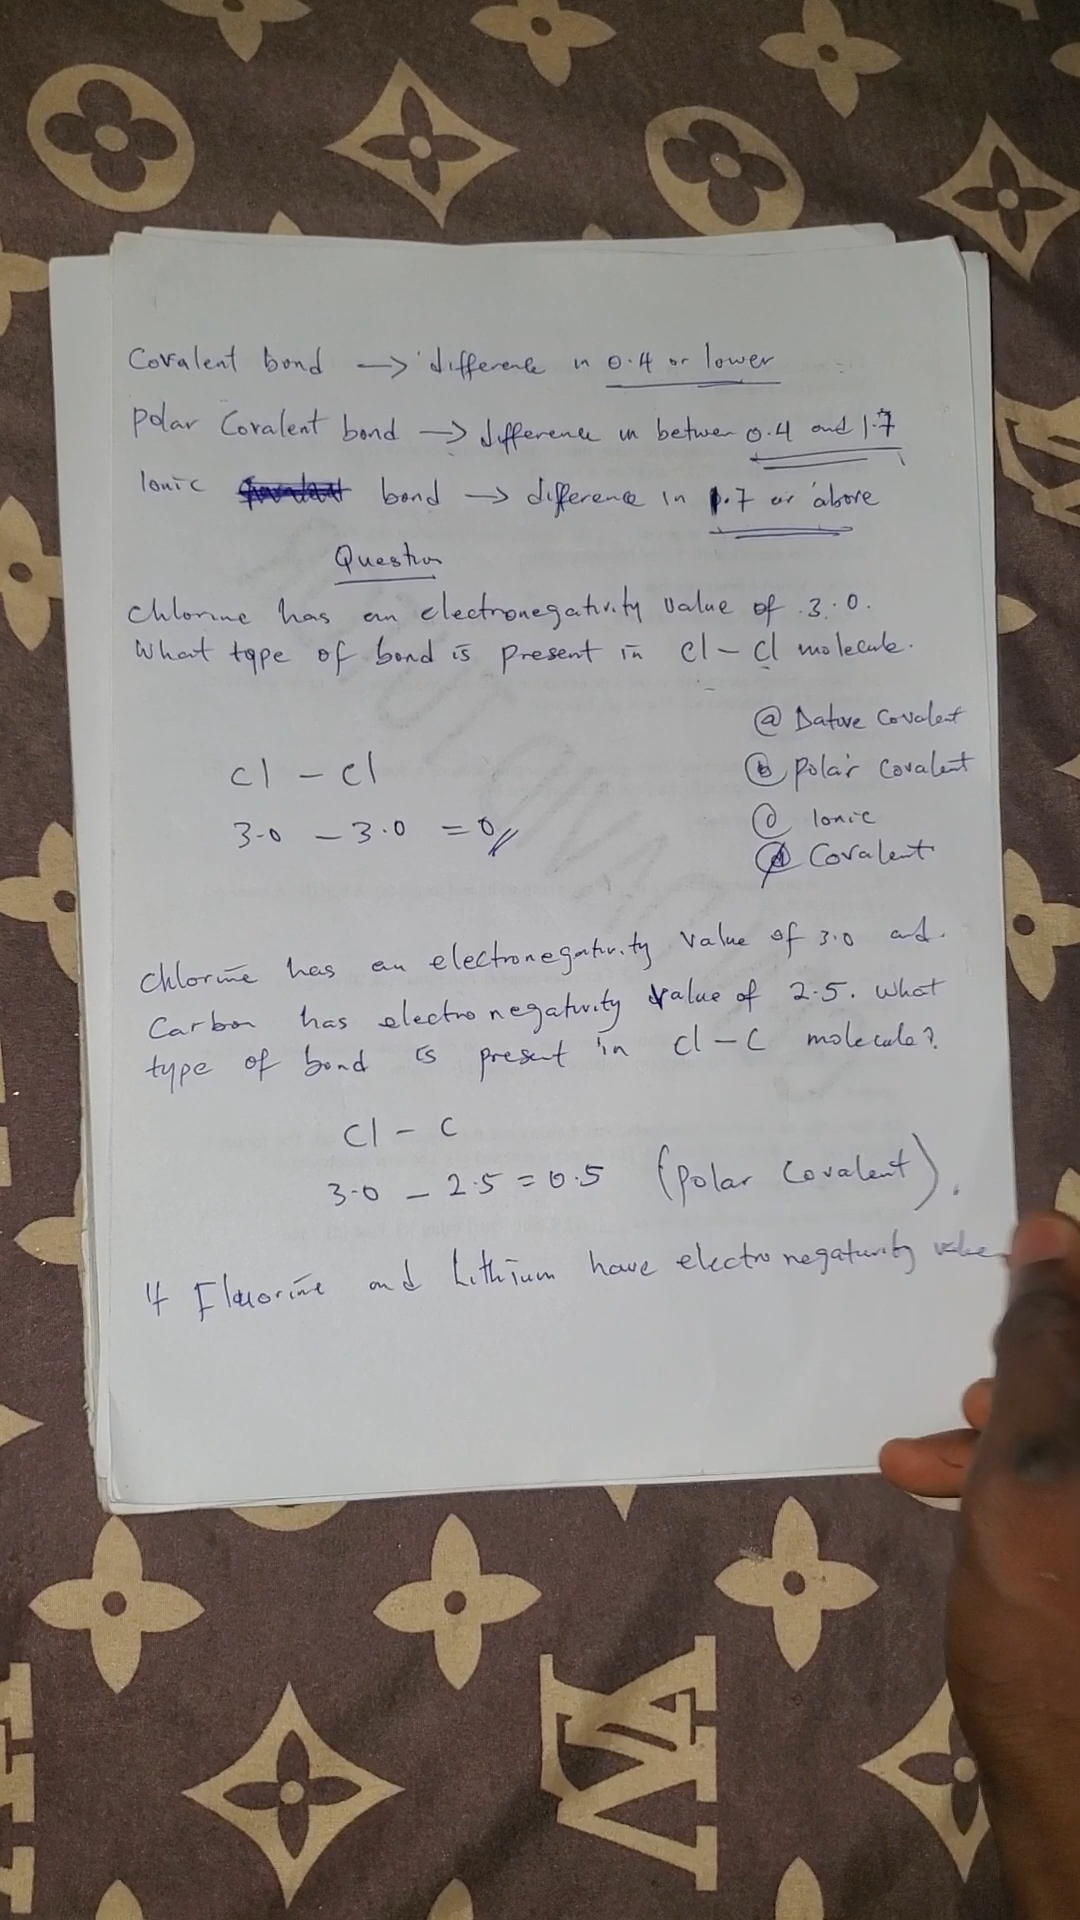 Covalent bond → difference in 0.4 or lower
Polar Covalent bond → difference in between 0.4 and 1.7
Ionic bond → difference in 1.7 or above
Question
Chlorine has an electronegativity value of 3.0.
What type of bond is present in Cl - Cl molecule.
@ Dative Covalent
Cl - Cl
ⓑ polar covalent
3.0 - 3.0 = 0//
ⓒ Ionic
ⓓ Covalent
Chlorine has an electronegativity value of 3.0 and
Carbon has electronegativity value of 2.5. What
type of bond is present in Cl - C molecule?
Cl - C
3.0 - 2.5 = 0.5 (polar Covalent).
If Fluorine and Lithium have electronegativity value